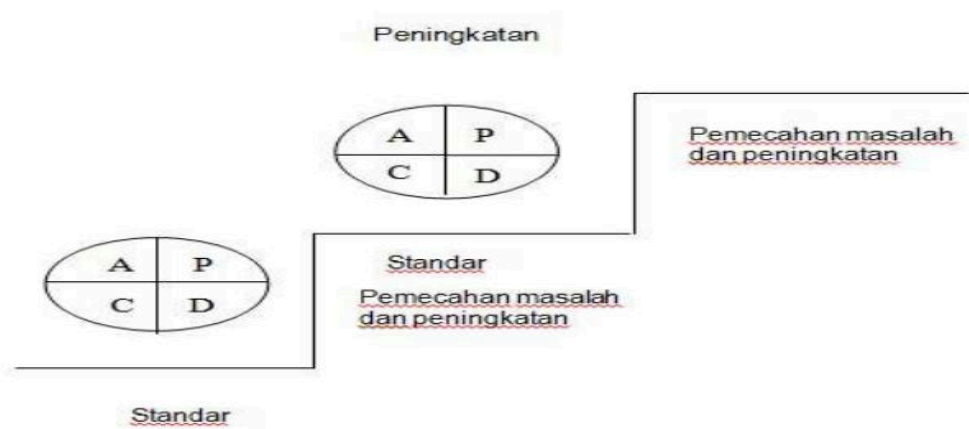 Peningkatan
A P
C D
Pemecahan masalah
dan peningkatan
A P
C D
Standar
Pemecahan masalah
dan peningkatan
Standar